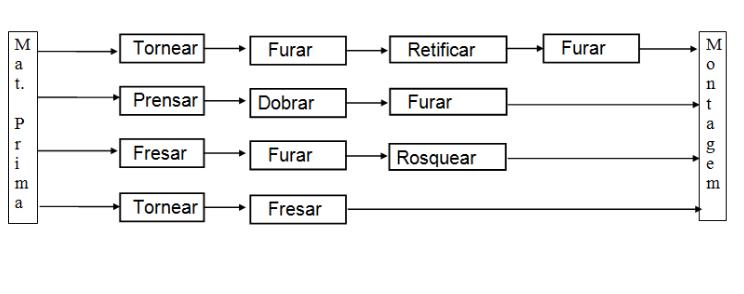 Mat. Prima
Tornear Furar Retificar Furar
Prensar Dobrar Furar
Fresar Furar Rosquear
Tornear Fresar
Montagem